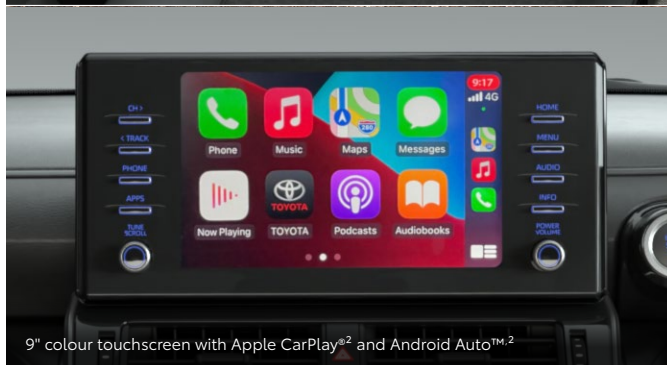 CH >
< TRACK
PHONE
APPS
TUNE
SCROLL
Phone
Music
280
Maps
Messages
Now Playing
TOYOTA
TOYOTA
Podcasts
Audiobooks
9:17
4G
HOME
MENU
AUDIO
INFO
POWER
VOLUME
9" colour touchscreen with Apple CarPlay®² and Android Auto™,²